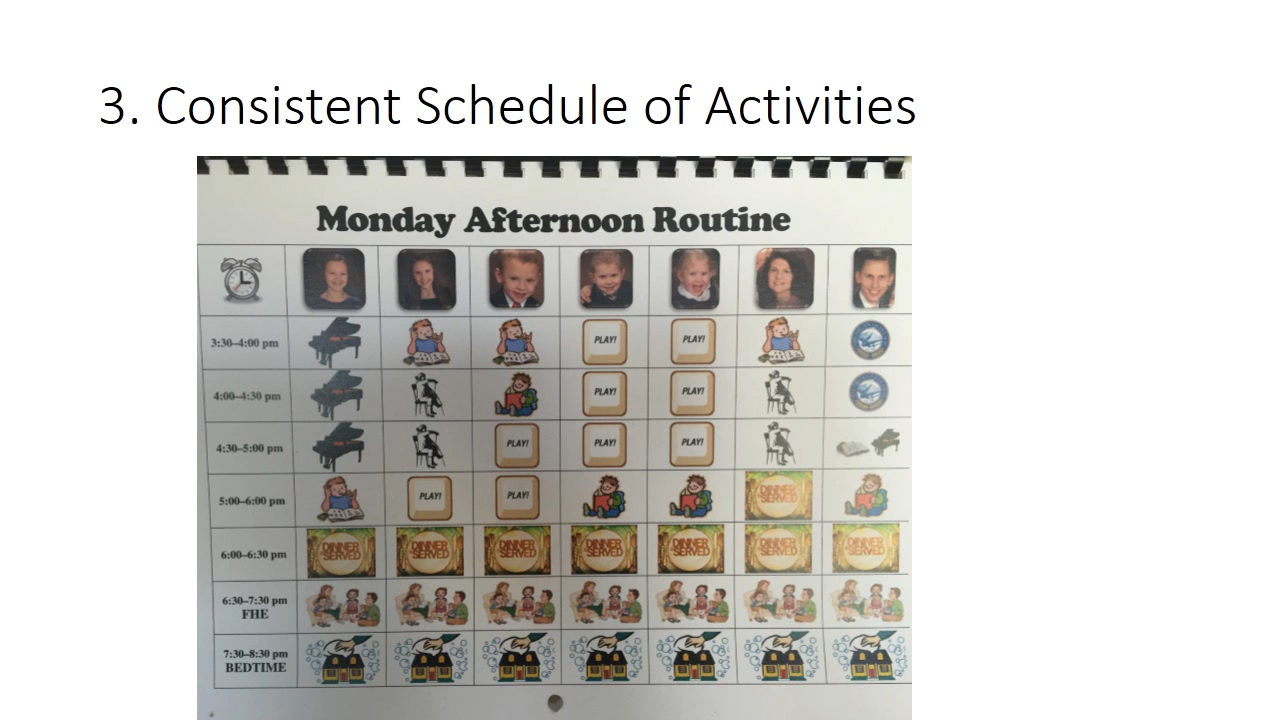 3. Consistent Schedule of Activities
Monday Afternoon Routine
3:30–4:00 pm PLAY! PLAY!
4:00–4:30 pm PLAY! PLAY!
4:30–5:00 pm PLAY! PLAY! PLAY!
5:00–6:00 pm PLAY! PLAY! DINNER SERVED
6:00–6:30 pm DINNER SERVED DINNER SERVED DINNER SERVED DINNER SERVED DINNER SERVED DINNER SERVED DINNER SERVED
6:30–7:30 pm
FHE
7:30–8:30 pm
BEDTIME